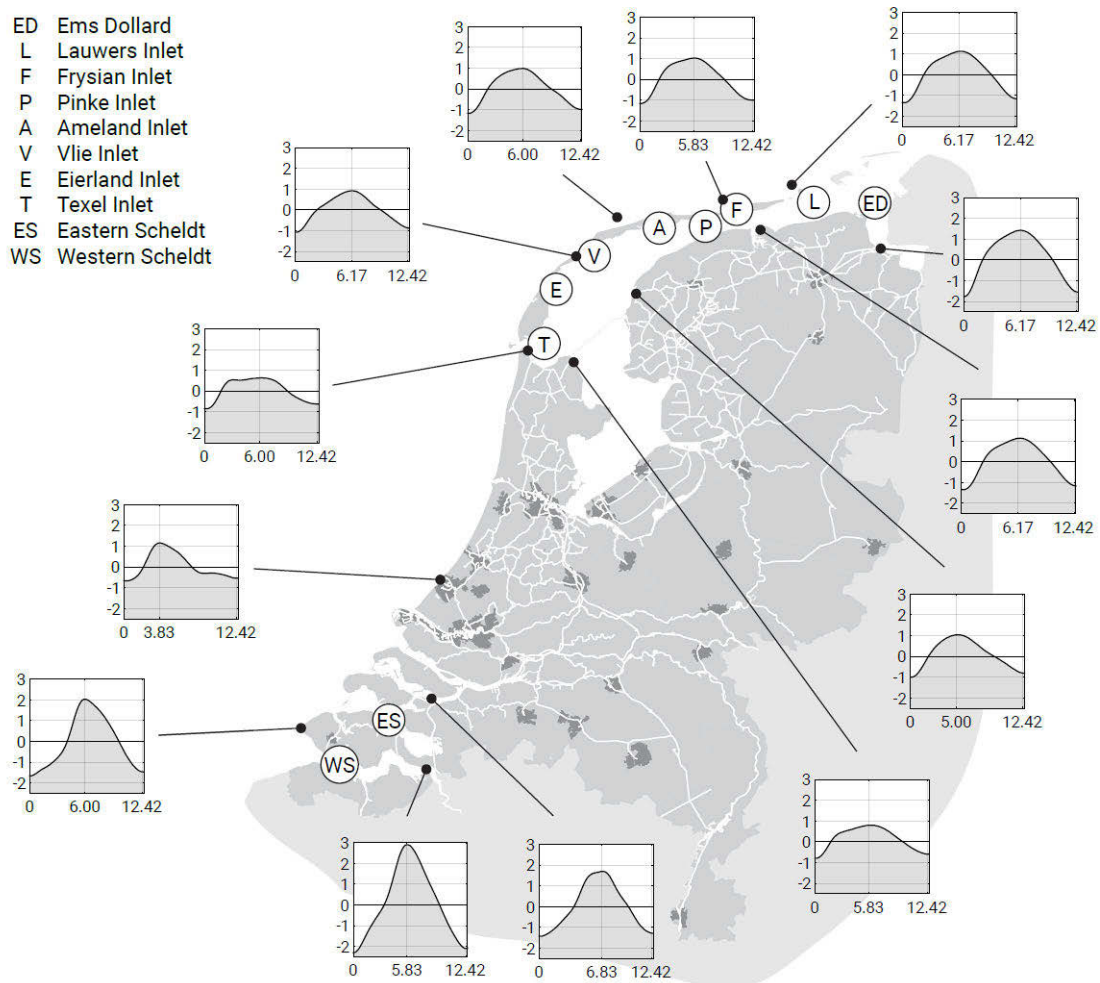 ED Ems Dollard
L Lauwers Inlet
F Frysian Inlet
P Pinke Inlet
A Ameland Inlet
V Vlie Inlet
E Eierland Inlet
T Texel Inlet
ES Eastern Scheldt
WS Western Scheldt
3
2
1
0
-1
-2
0 6.00 12.42
3
2
1
0
-1
-2
0 5.83 12.42
3
2
1
0
-1
-2
0 6.17 12.42
3
2
1
0
-1
-2
0 6.17 12.42
L
ED
F
A
P
V
E
T
3
2
1
0
-1
-2
0 6.17 12.42
3
2
1
0
-1
-2
0 6.00 12.42
3
2
1
0
-1
-2
0 6.17 12.42
3
2
1
0
-1
-2
0 3.83 12.42
3
2
1
0
-1
-2
0 5.00 12.42
3
2
1
0
-1
-2
0 6.00 12.42
ES
WS
3
2
1
0
-1
-2
0 5.83 12.42
3
2
1
0
-1
-2
0 5.83 12.42
3
2
1
0
-1
-2
0 6.83 12.42